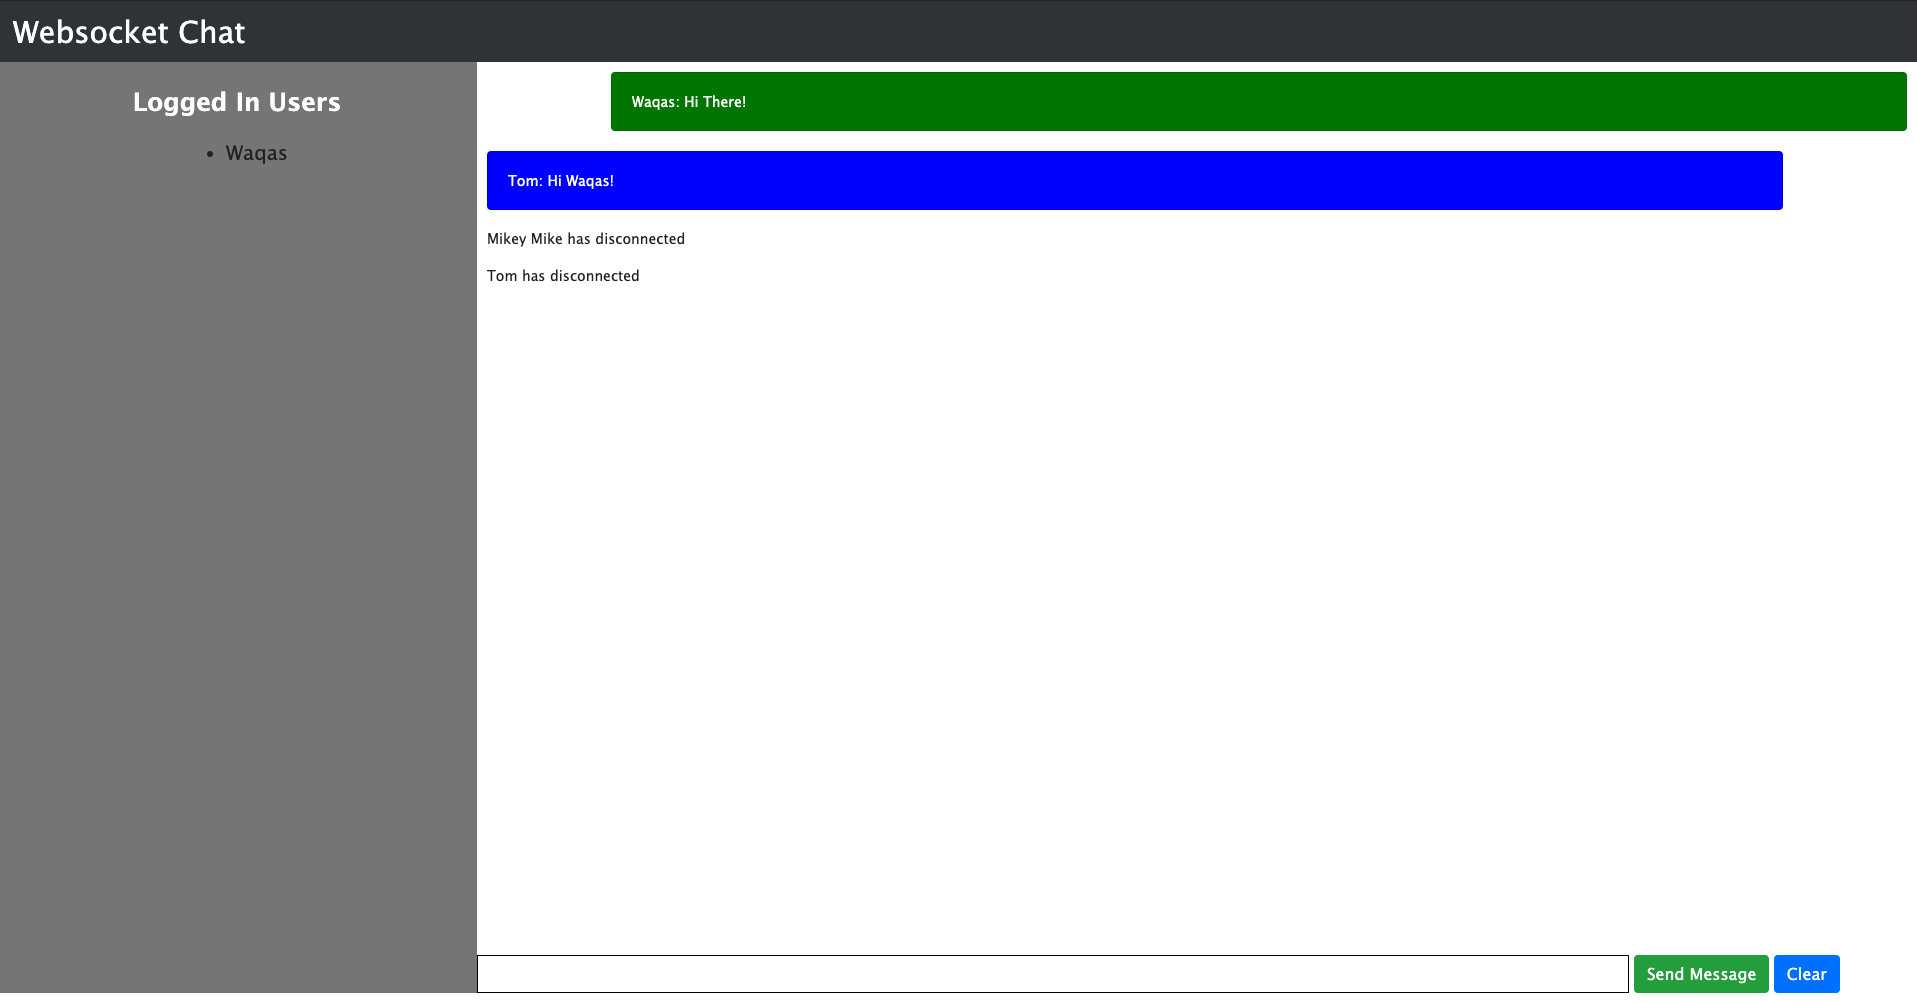 Websocket Chat
Logged In Users
• Waqas
Waqas: Hi There!
Tom: Hi Waqas!
Mikey Mike has disconnected
Tom has disconnected
Send Message
Clear